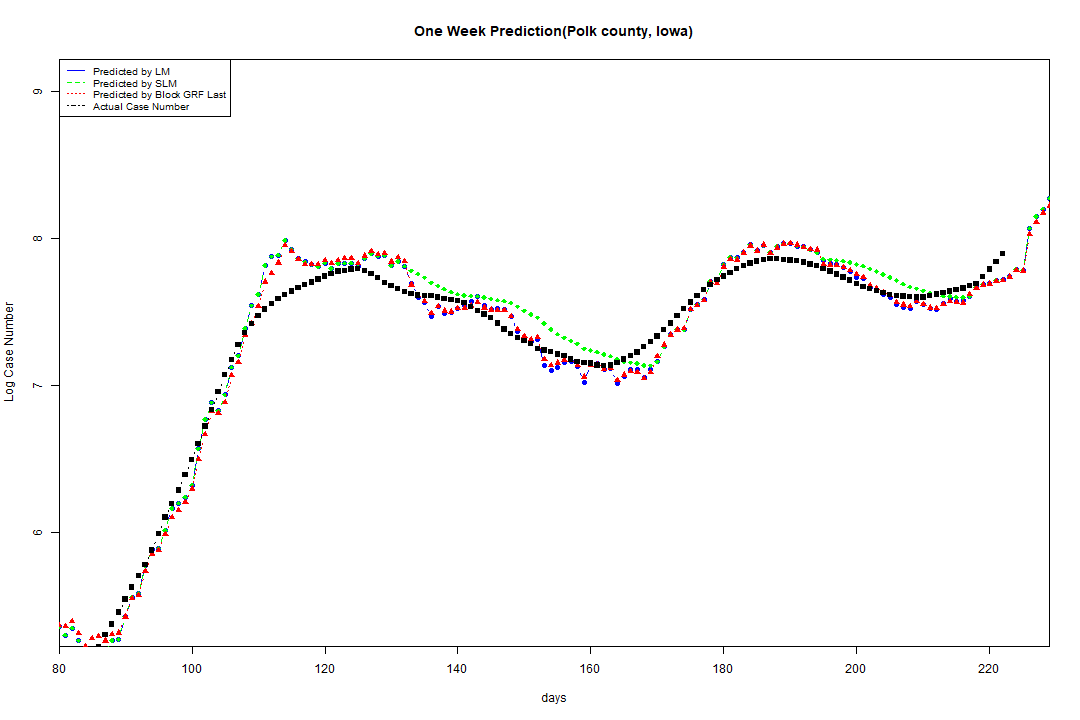 One Week Prediction(Polk county, Iowa)
Predicted by LM
Predicted by SLM
Predicted by Block GRF Last
Actual Case Number
9
8
7
6
Log Case Number
80 100 120 140 160 180 200 220
days